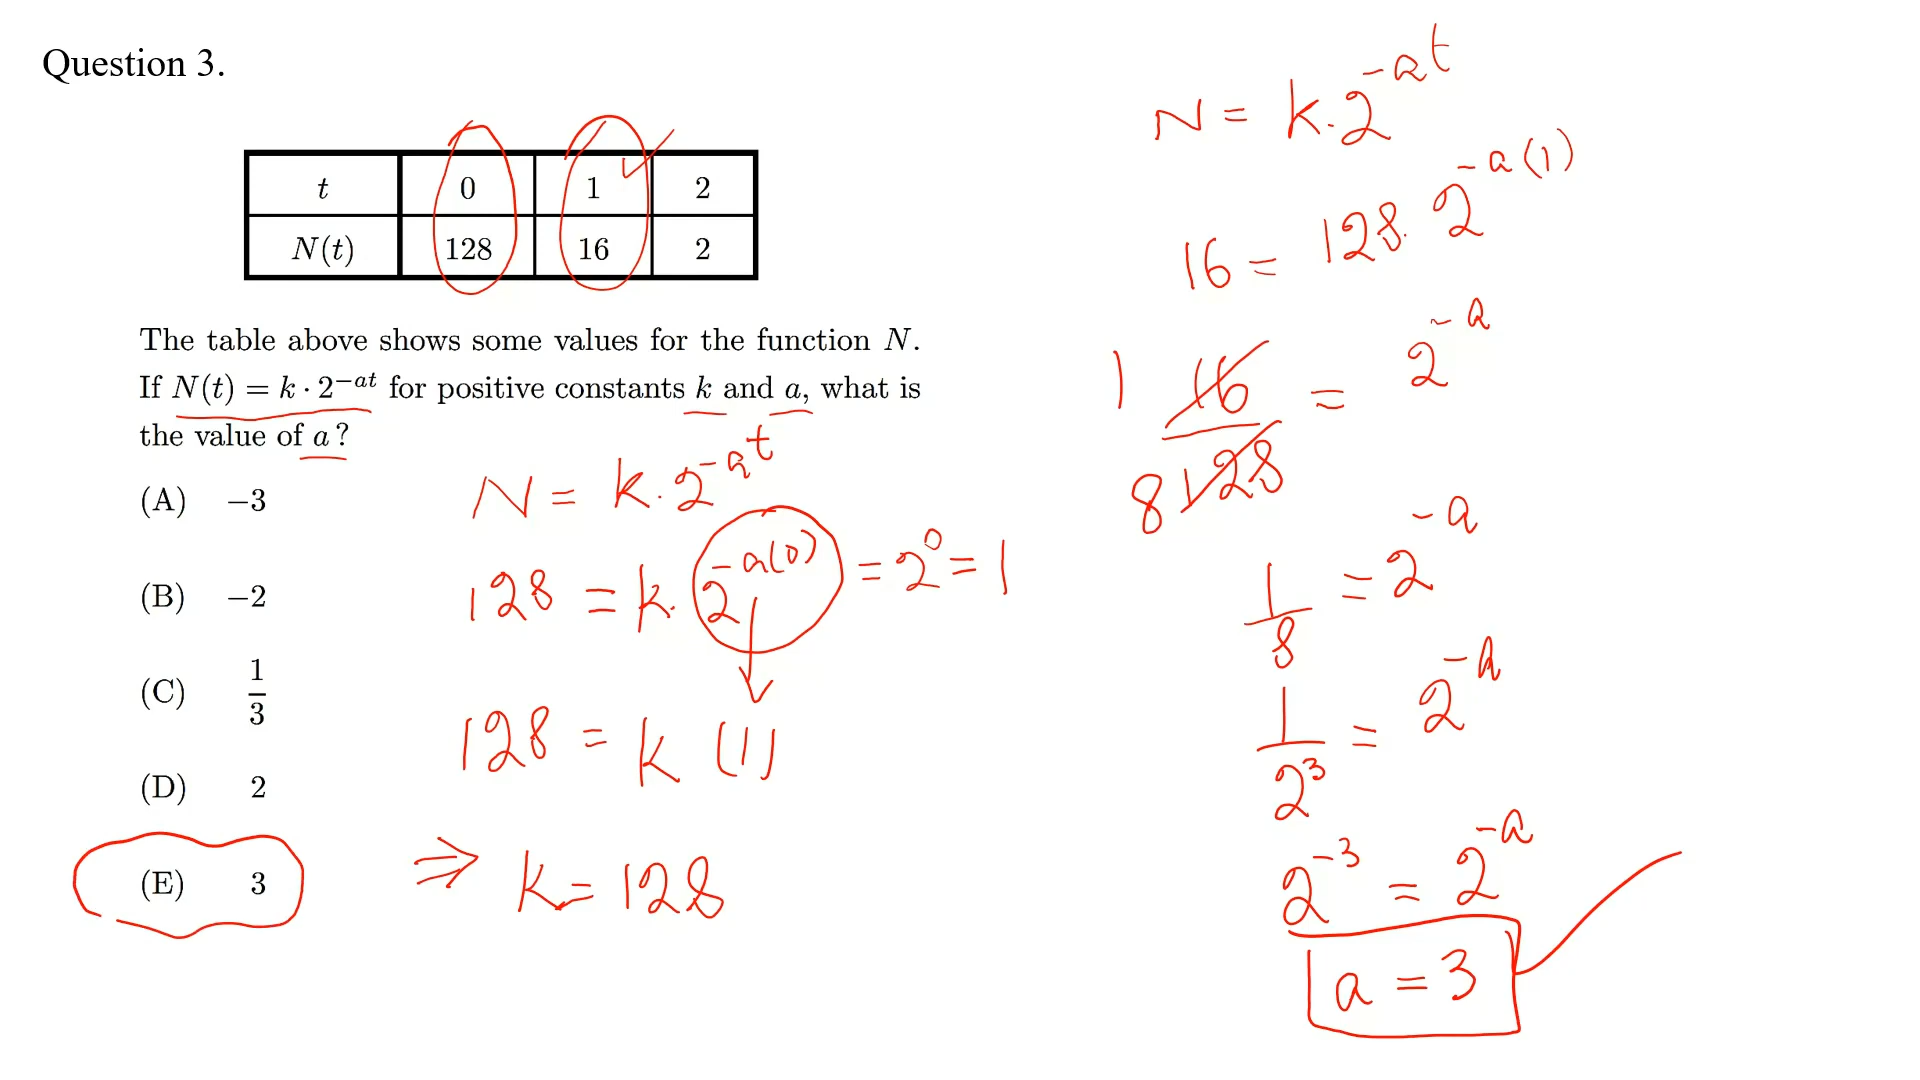 Question 3.
t 0 1 2
N(t) 128 16 2
The table above shows some values for the function N.
If N(t) = k · 2^{-at} for positive constants k and a, what is
the value of a?
(A) −3
(B) −2
(C) 1/3
(D) 2
(E) 3
N = k.2^{-at}
128 = k.2^{-a(0)} = 2^0 = 1
128 = k (1)
⇒ k = 128
N = k.2^{-at}
16 = 128. 2^{-a(1)}
1 16/128 8 = 2^{-a}
1/8 = 2^{-a}
1/2^3 = 2^{-a}
2^{-3} = 2^{-a}
a = 3